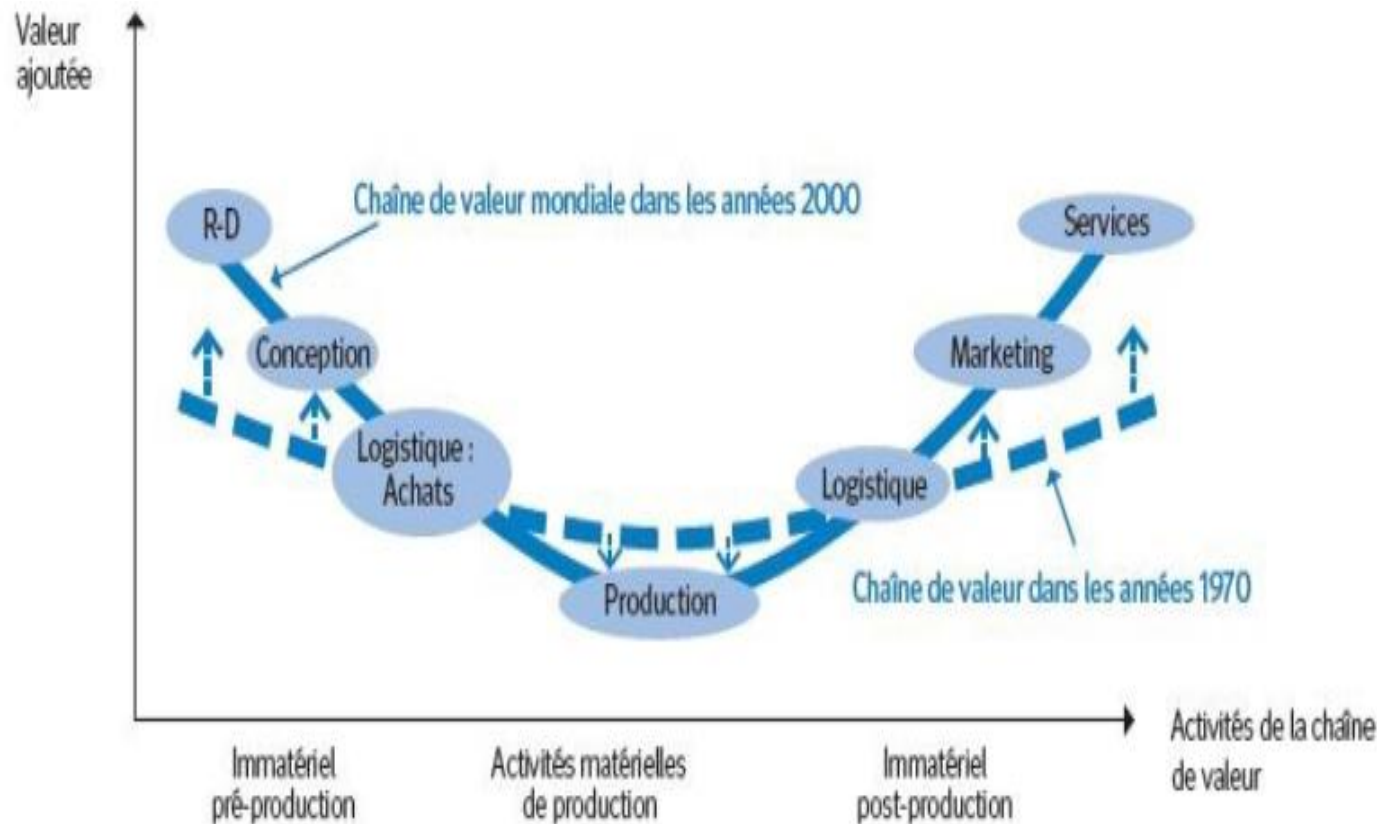 Valeur
ajoutée
Chaîne de valeur mondiale dans les années 2000
R-D
Services
Conception
Marketing
Logistique :
Achats
Logistique
Production
Chaîne de valeur dans les années 1970
Activités de la chaîne
de valeur
Immatériel
pré-production
Activités matérielles
de production
Immatériel
post-production